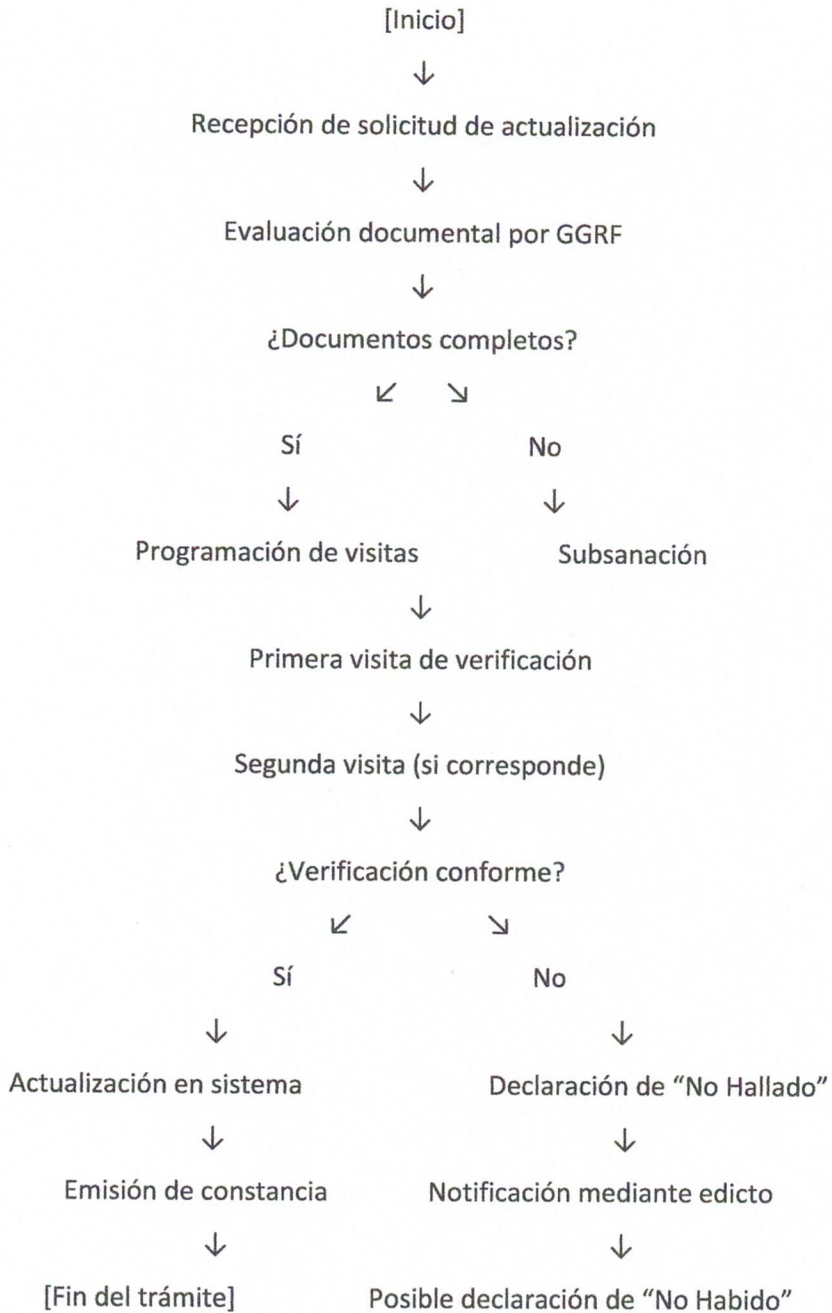 [Inicio]
↓
Recepción de solicitud de actualización
↓
Evaluación documental por GGRF
↓
¿Documentos completos?
↙ ↘
Sí No
↓ ↓
Programación de visitas Subsanación
↓
Primera visita de verificación
↓
Segunda visita (si corresponde)
↓
¿Verificación conforme?
↙ ↘
Sí No
↓ ↓
Actualización en sistema Declaración de “No Hallado”
↓ ↓
Emisión de constancia Notificación mediante edicto
↓ ↓
[Fin del trámite] Posible declaración de “No Habido”